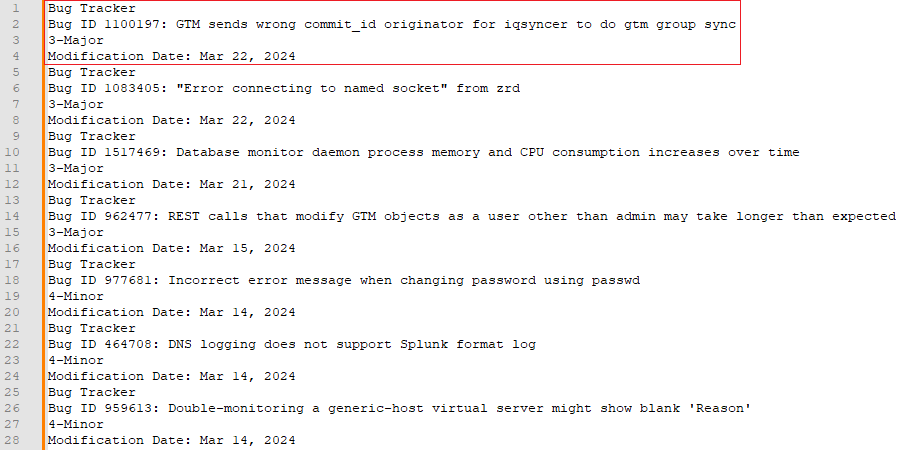 1 Bug Tracker
2 Bug ID 1100197: GTM sends wrong commit_id originator for iqsyncer to do gtm group sync
3 3-Major
4 Modification Date: Mar 22, 2024
5 Bug Tracker
6 Bug ID 1083405: "Error connecting to named socket" from zrd
7 3-Major
8 Modification Date: Mar 22, 2024
9 Bug Tracker
10 Bug ID 1517469: Database monitor daemon process memory and CPU consumption increases over time
11 3-Major
12 Modification Date: Mar 21, 2024
13 Bug Tracker
14 Bug ID 962477: REST calls that modify GTM objects as a user other than admin may take longer than expected
15 3-Major
16 Modification Date: Mar 15, 2024
17 Bug Tracker
18 Bug ID 977681: Incorrect error message when changing password using passwd
19 4-Minor
20 Modification Date: Mar 14, 2024
21 Bug Tracker
22 Bug ID 464708: DNS logging does not support Splunk format log
23 4-Minor
24 Modification Date: Mar 14, 2024
25 Bug Tracker
26 Bug ID 959613: Double-monitoring a generic-host virtual server might show blank 'Reason'
27 4-Minor
28 Modification Date: Mar 14, 2024